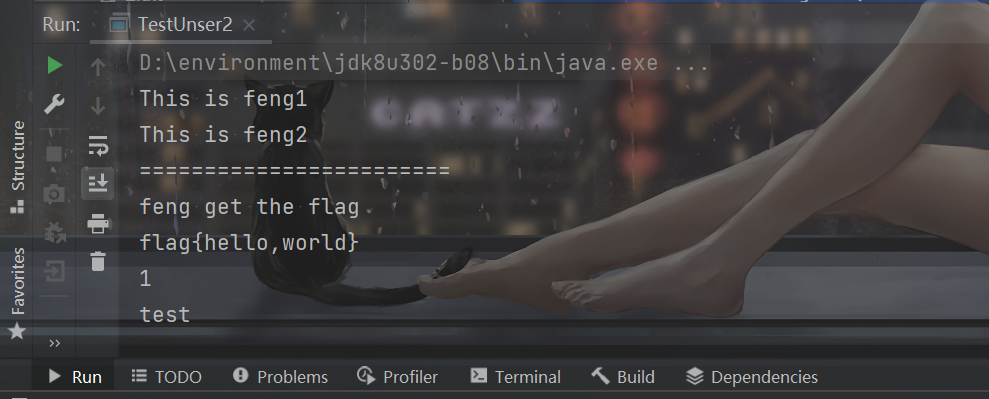 Run: TestUnser2
D:\environment\jdk8u302-b08\bin\java.exe ...
This is feng1
This is feng2
========================
feng get the flag
flag{hello,world}
1
test
Structure
Favorites
Run TODO Problems Profiler Terminal Build Dependencies